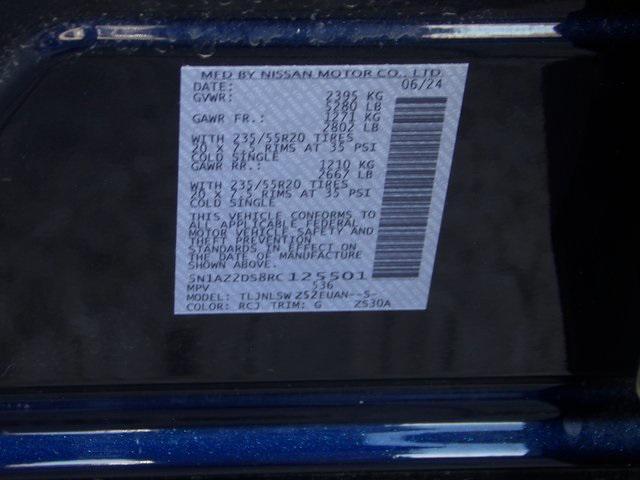 MFD BY NISSAN MOTOR CO., LTD.
DATE: 06/24
GVWR: 2395 KG
5280 LB
GAWR FR.: 1271 KG
2802 LB
WITH 235/55R20 TIRES
20 X 7.5 RIMS AT 35 PSI
COLD SINGLE
GAWR RR.: 1210 KG
2667 LB
WITH 235/55R20 TIRES
20 X 7.5 RIMS AT 35 PSI
COLD SINGLE
THIS VEHICLE CONFORMS TO
ALL APPLICABLE FEDERAL
MOTOR VEHICLE SAFETY AND
THEFT PREVENTION
STANDARDS IN EFFECT ON
THE DATE OF MANUFACTURE
SHOWN ABOVE.
5N1AZ2DS8RC125501
MPV 536
MODEL: TLJNLSW Z52EUAN--S-
COLOR: RCJ TRIM: G Z530A